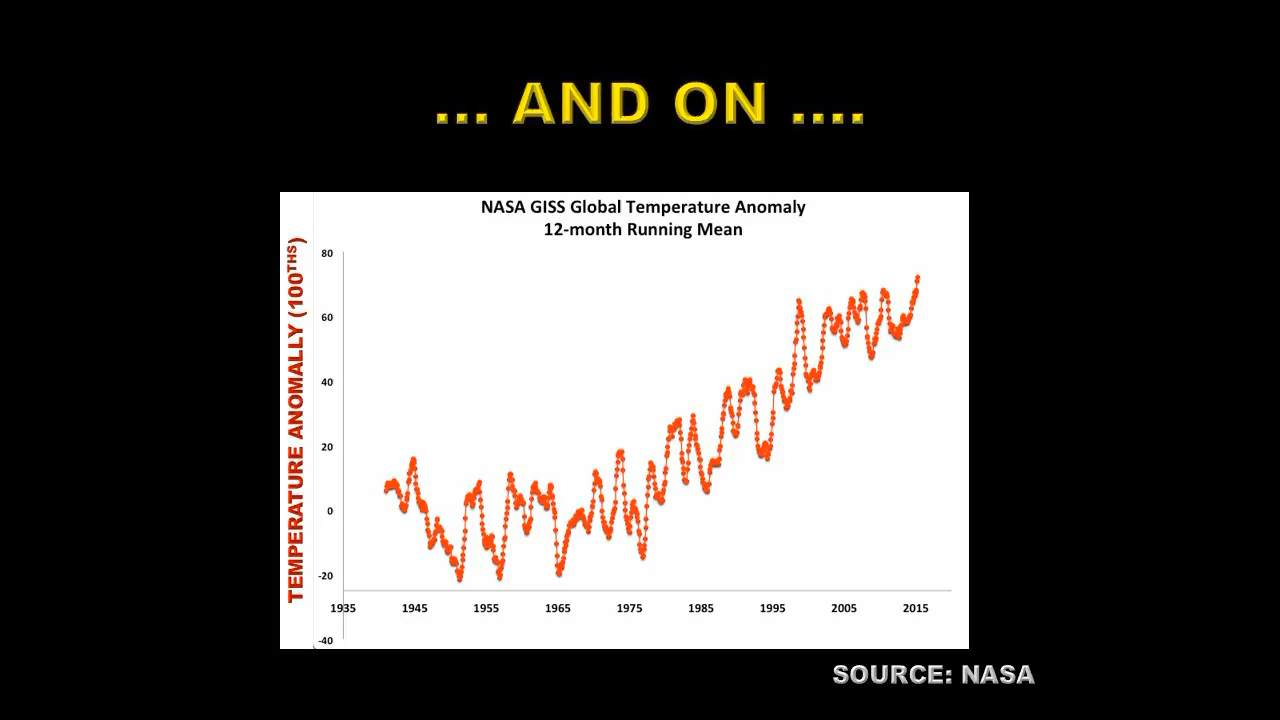 ... AND ON ....
NASA GISS Global Temperature Anomaly
12-month Running Mean
TEMPERATURE ANOMALLY (100THS)
80
60
40
20
0
-20
-40
1935 1945 1955 1965 1975 1985 1995 2005 2015
SOURCE: NASA